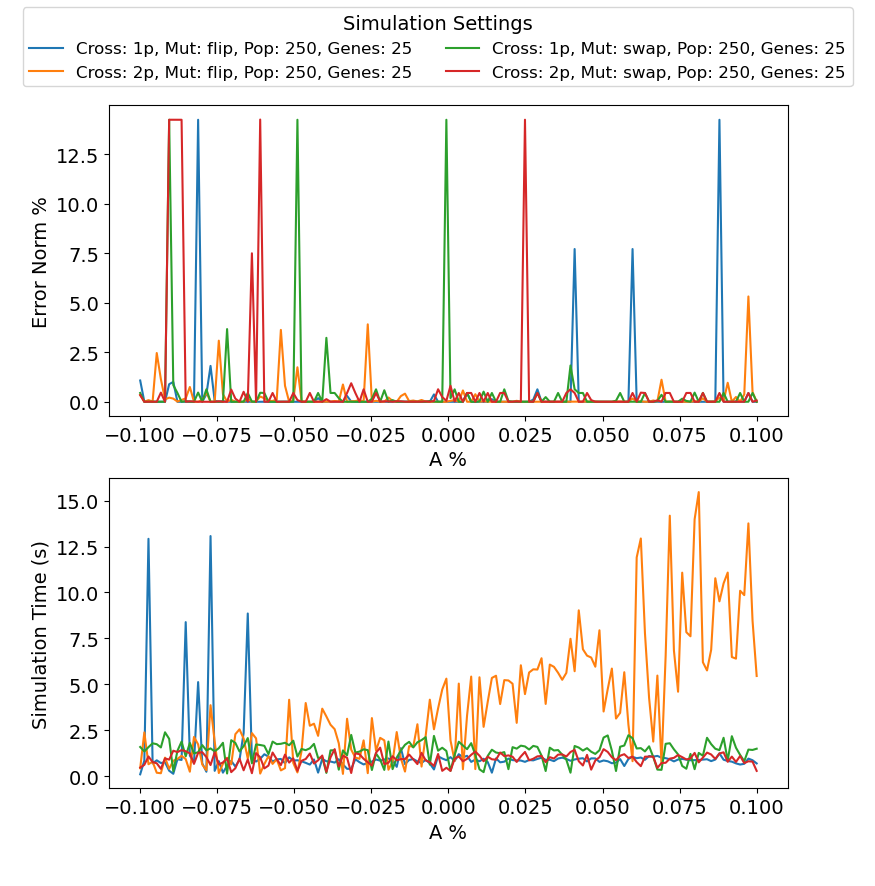 Simulation Settings
Cross: 1p, Mut: flip, Pop: 250, Genes: 25
Cross: 2p, Mut: flip, Pop: 250, Genes: 25
Cross: 1p, Mut: swap, Pop: 250, Genes: 25
Cross: 2p, Mut: swap, Pop: 250, Genes: 25
Error Norm %
12.5
10.0
7.5
5.0
2.5
0.0
−0.100 −0.075 −0.050 −0.025 0.000 0.025 0.050 0.075 0.100
A %
Simulation Time (s)
15.0
12.5
10.0
7.5
5.0
2.5
0.0
−0.100 −0.075 −0.050 −0.025 0.000 0.025 0.050 0.075 0.100
A %